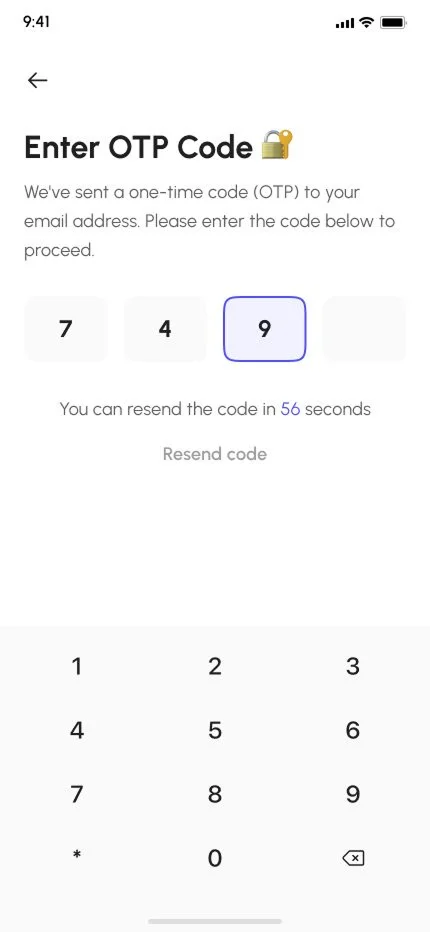 9:41
Enter OTP Code 🔐
We've sent a one-time code (OTP) to your
email address. Please enter the code below to
proceed.
7 4 9
You can resend the code in 56 seconds
Resend code
1 2 3
4 5 6
7 8 9
* 0